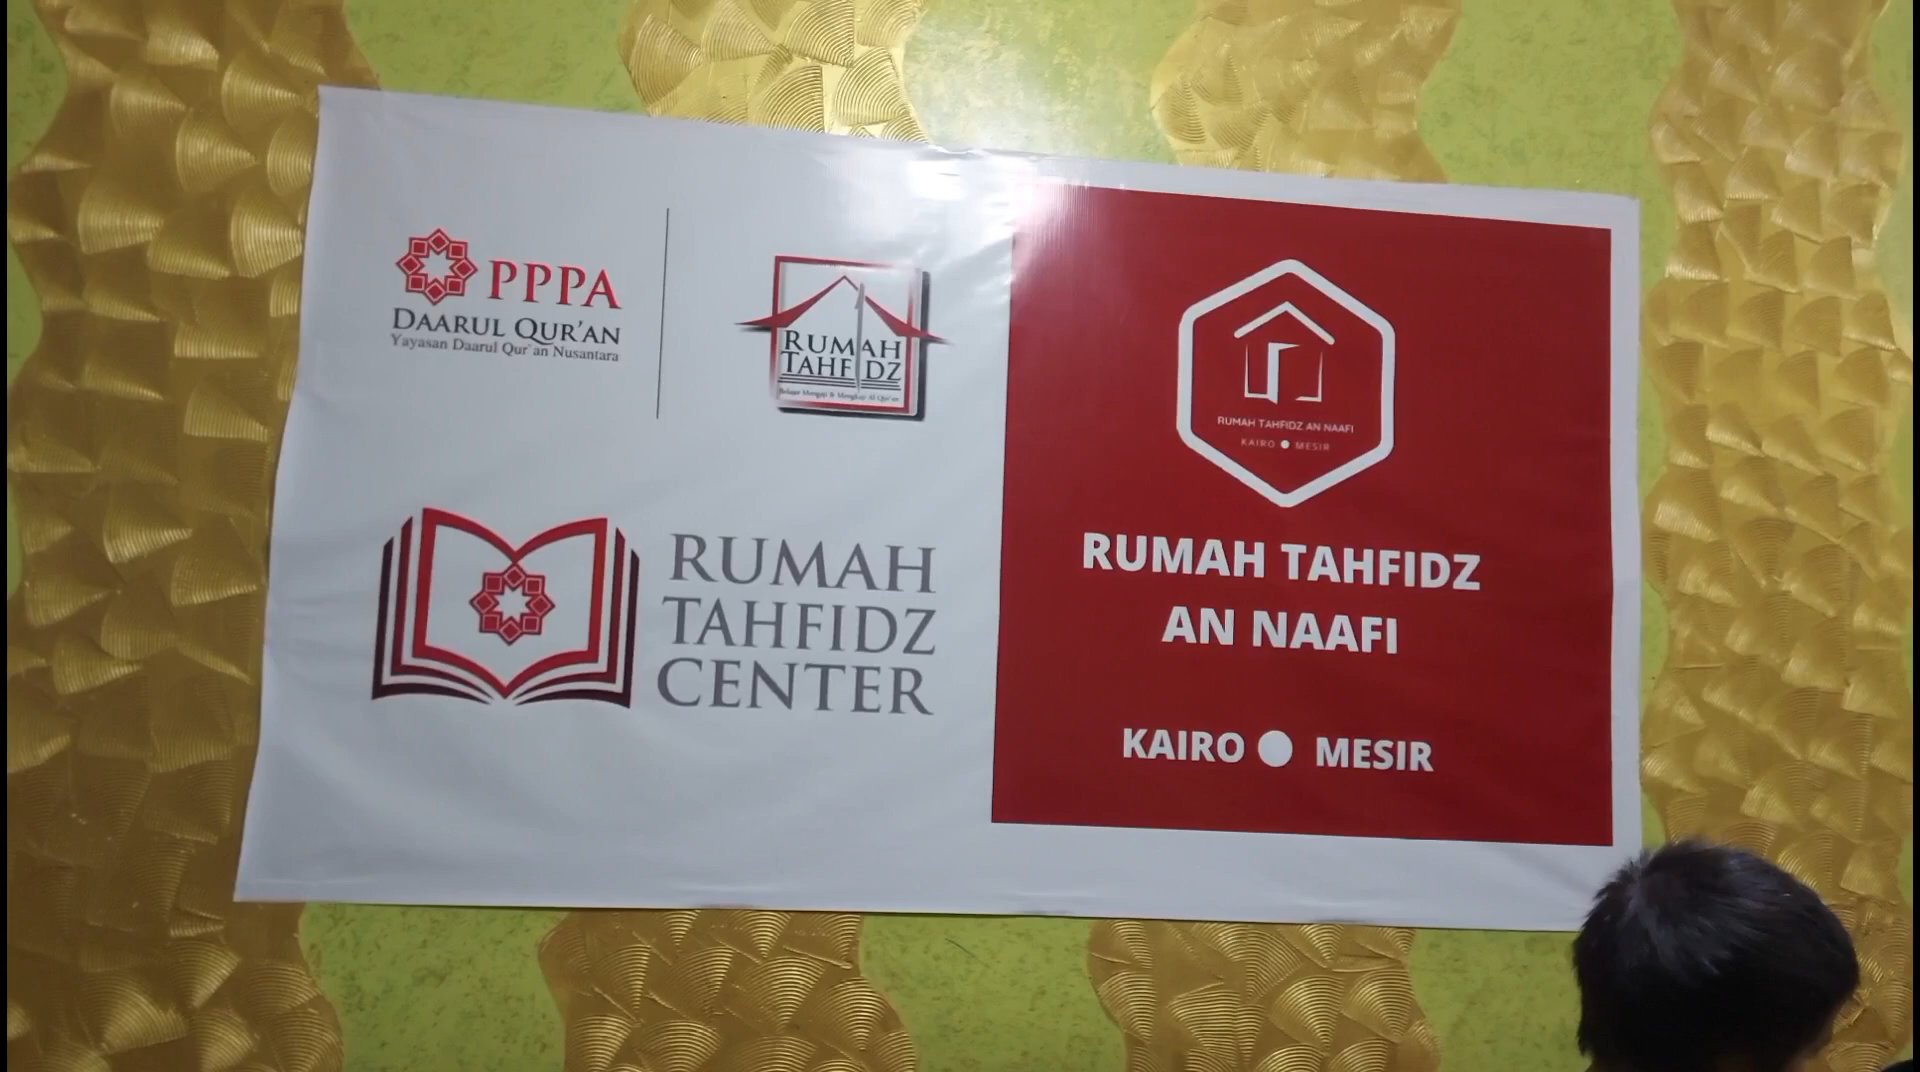 PPPA
DAARUL QUR'AN
Yayasan Daarul Qur'an Nusantara
RUMAH
TAHFIDZ
Belajar Mengaji & Mengkaji Al-Qur'an
RUMAH
TAHFIDZ
CENTER
RUMAH TAHFIDZ AN NAAFI
KAIRO ● MESIR
RUMAH TAHFIDZ
AN NAAFI
KAIRO ● MESIR